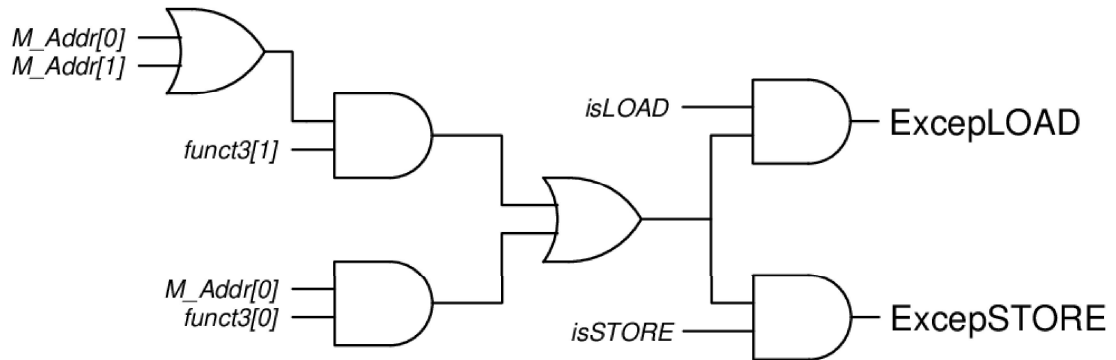 M_Addr[0]
M_Addr[1]
funct3[1]
M_Addr[0]
funct3[0]
isLOAD
ExcepLOAD
isSTORE
ExcepSTORE